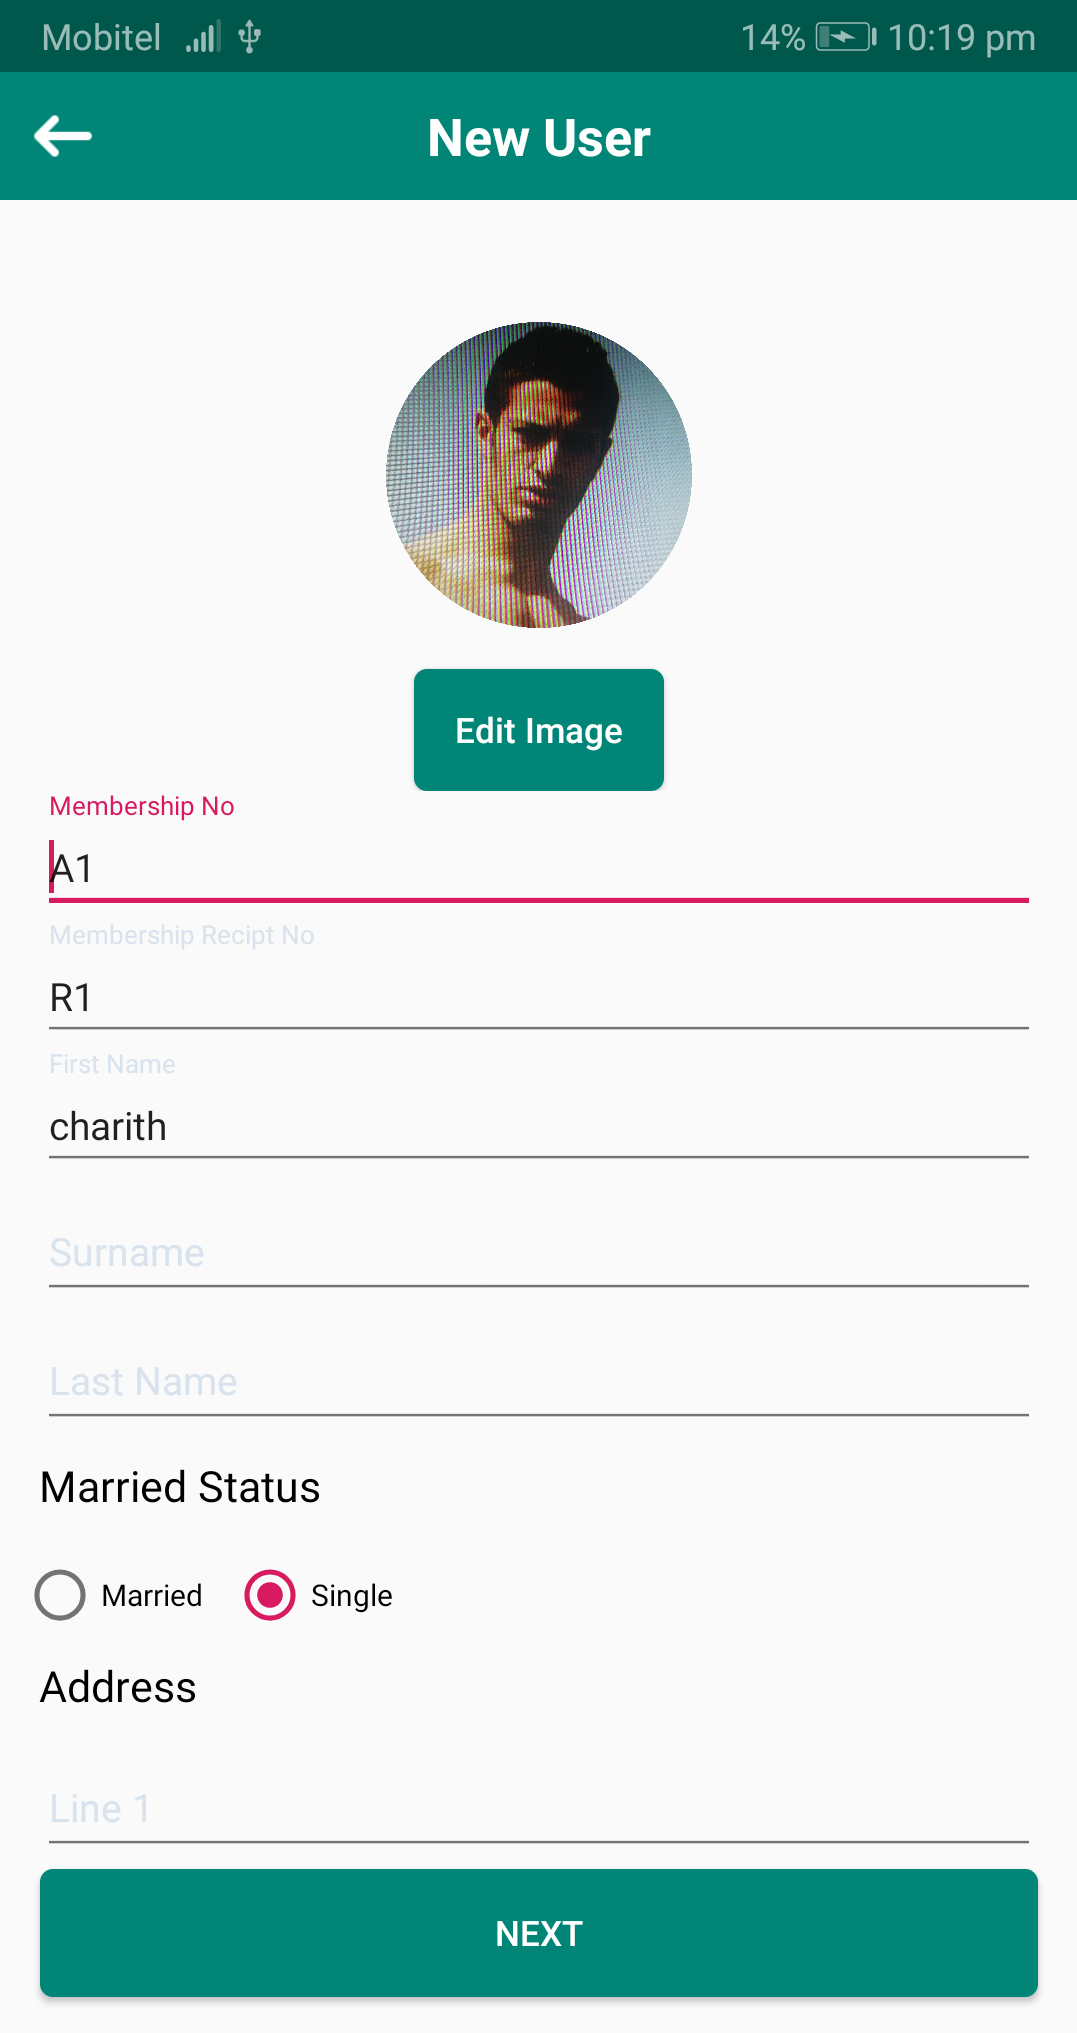 Mobitel 14% 10:19 pm
New User
Edit Image
Membership No
A1
Membership Recipt No
R1
First Name
charith
Surname
Last Name
Married Status
Married Single
Address
Line 1
NEXT